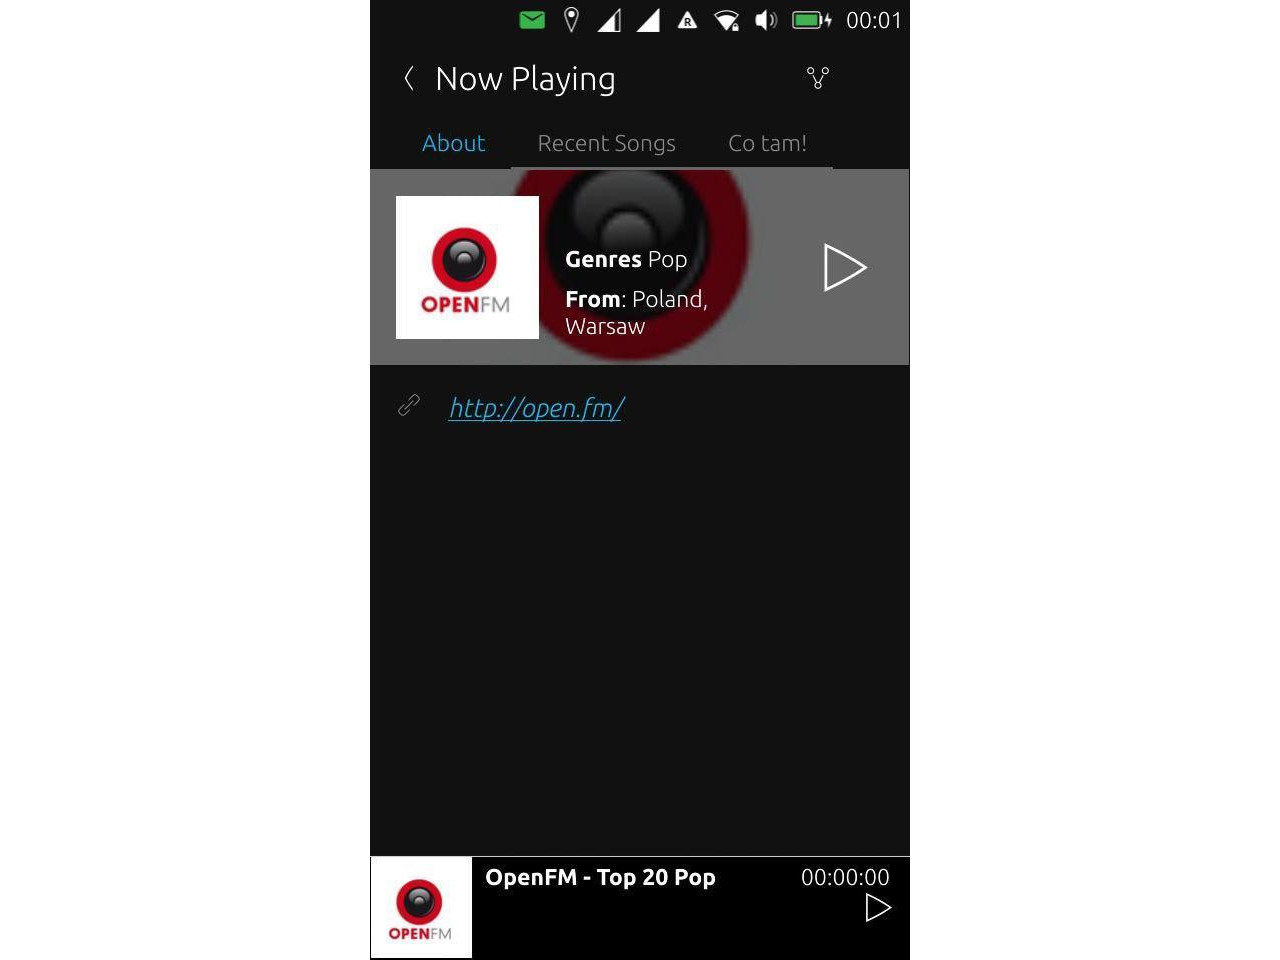 R 00:01
Now Playing
About Recent Songs Co tam!
OPENFM
Genres Pop
From: Poland,
Warsaw
http://open.fm/
OpenFM - Top 20 Pop 00:00:00
OPENFM